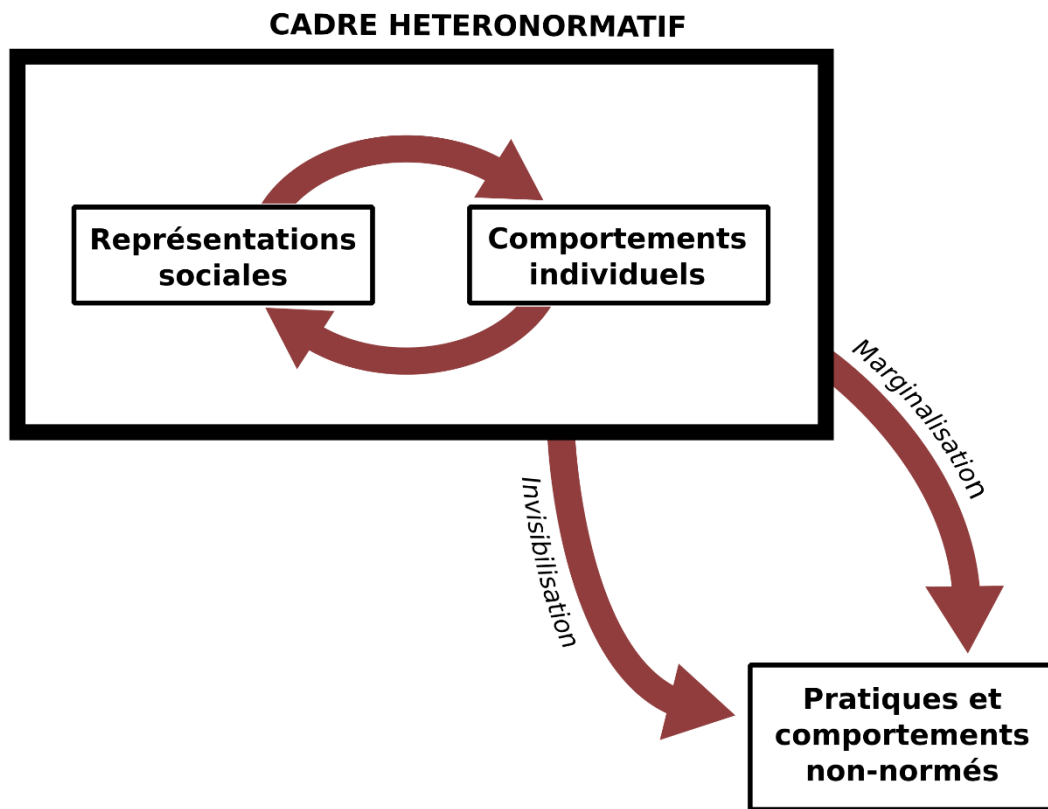 CADRE HETERONORMATIF
Représentations
sociales
Comportements
individuels
Marginalisation
Invisibilisation
Pratiques et
comportements
non-normés